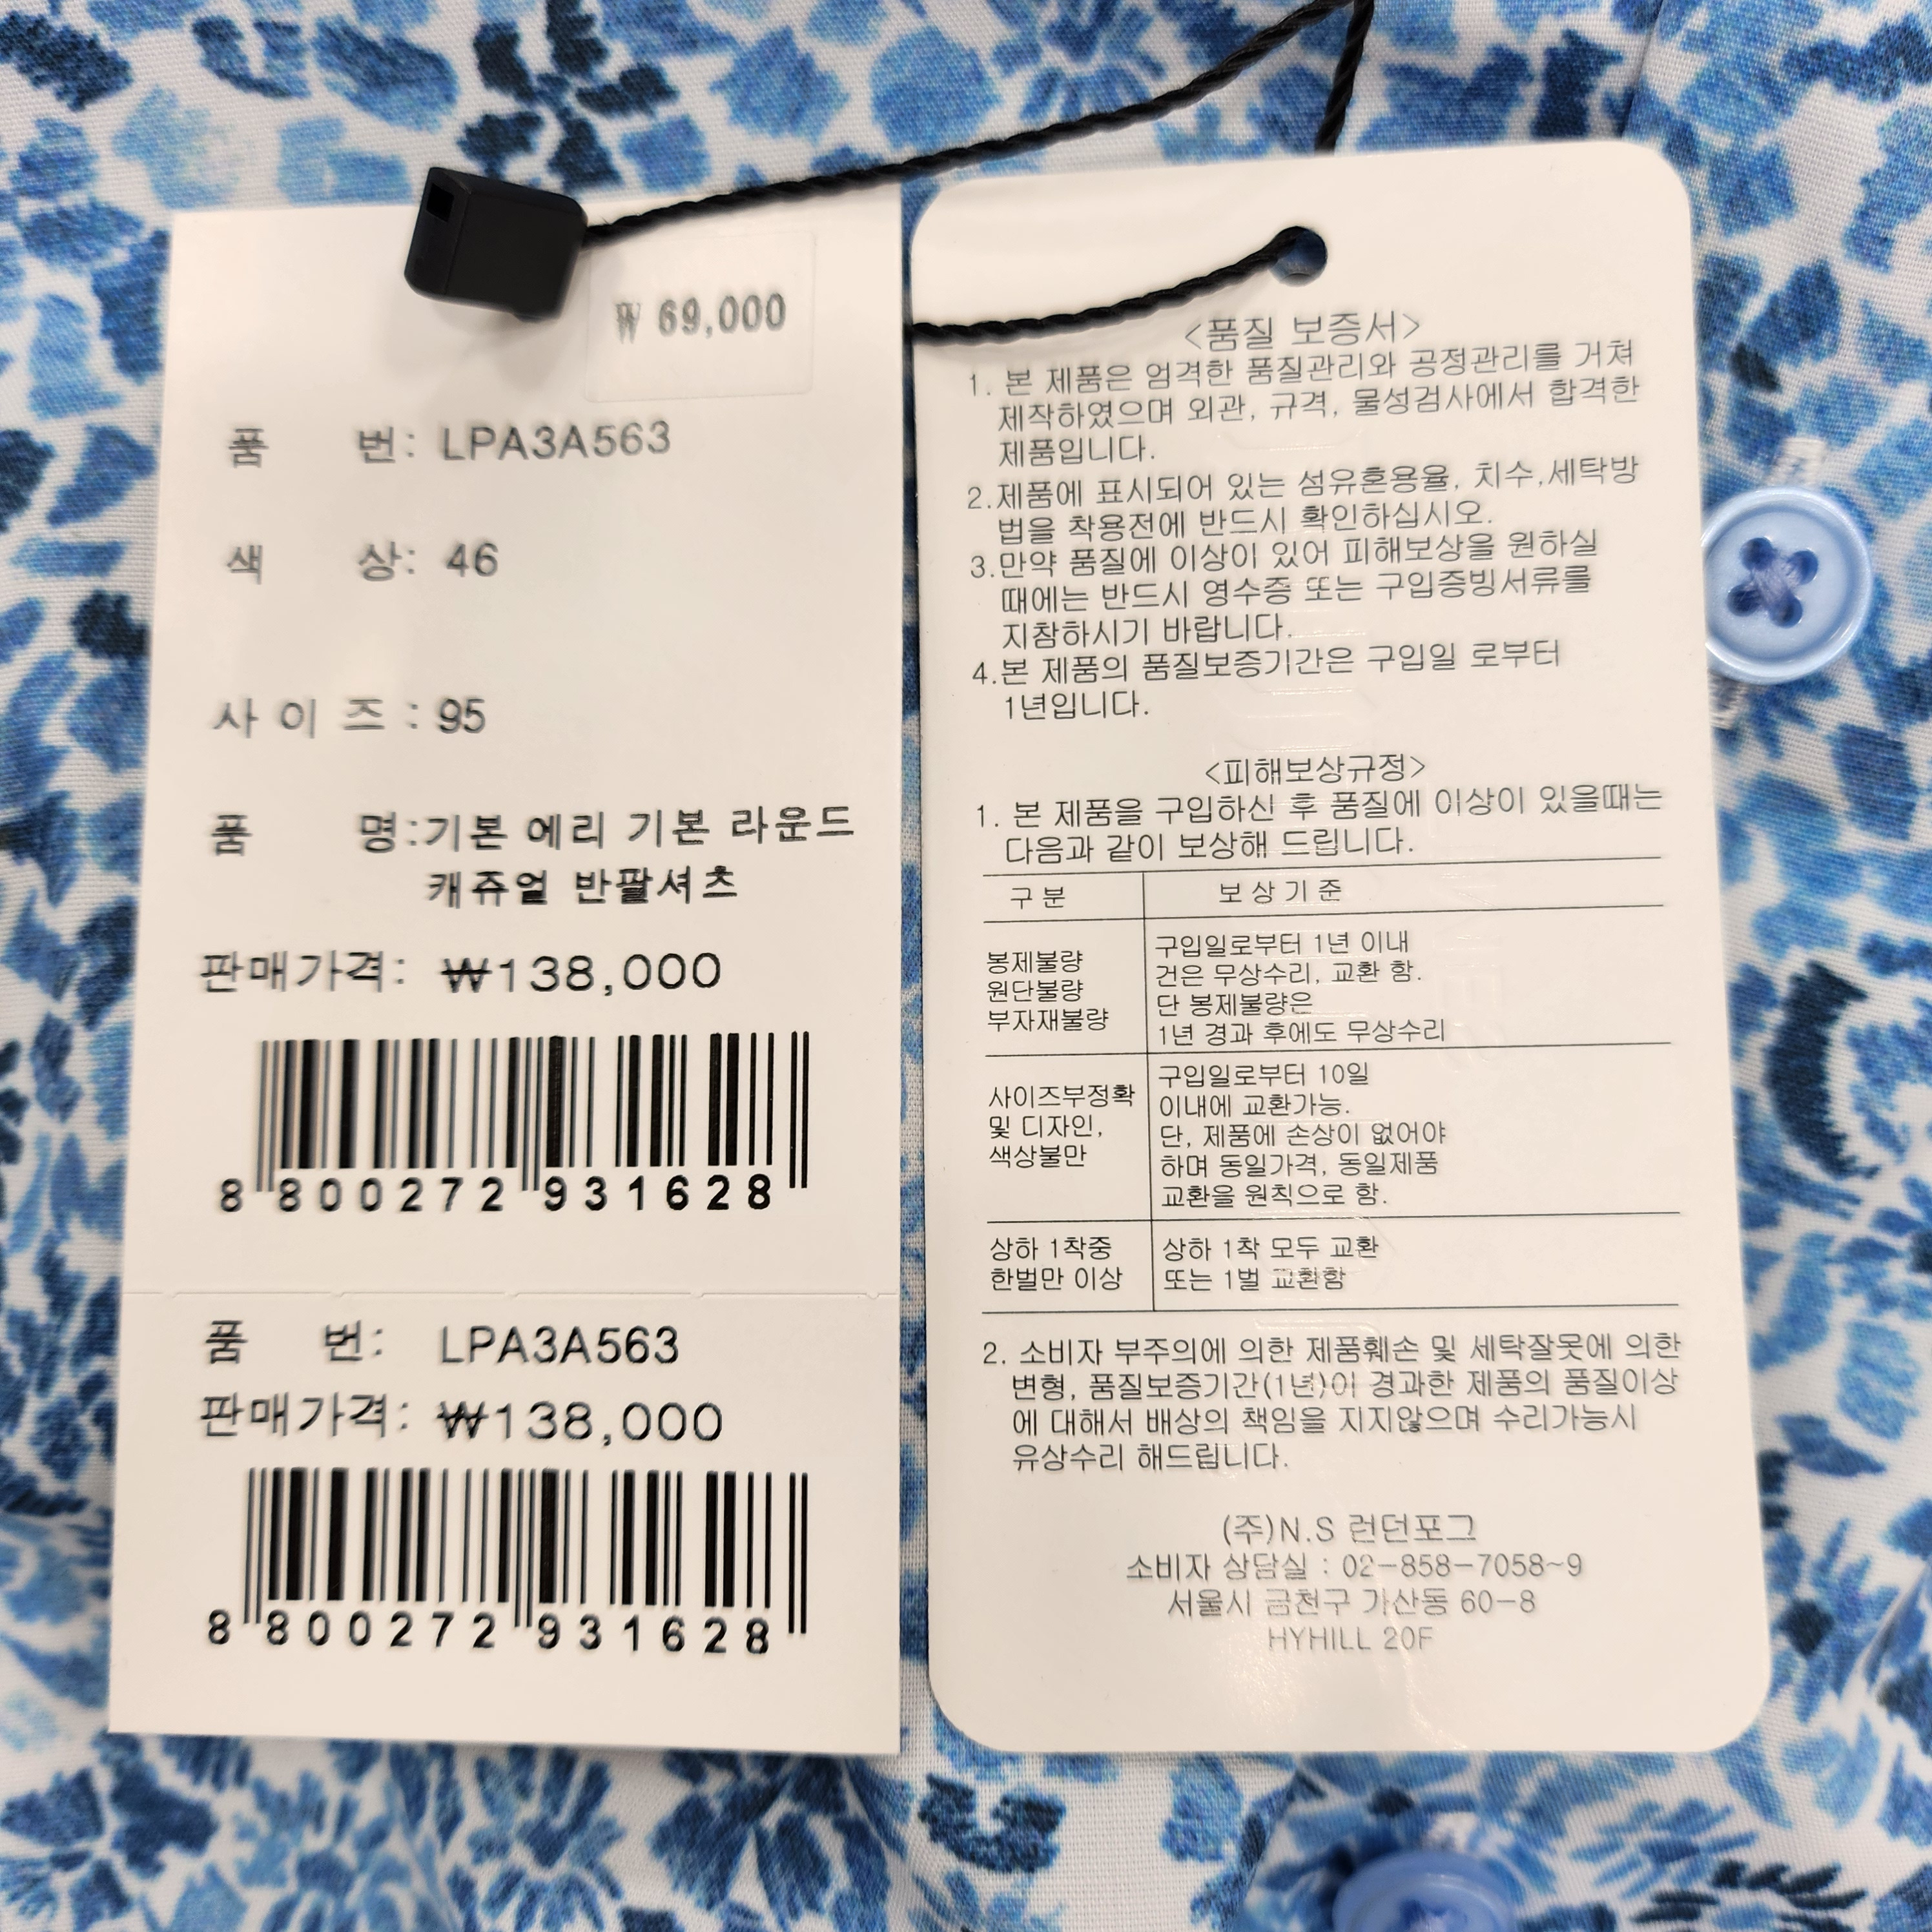 ₩ 69,000
품 번: LPA3A563
색 상: 46
사 이 즈 : 95
품 명:기본 에리 기본 라운드
캐쥬얼 반팔셔츠
판매가격: ₩138,000
8 800272 931628
품 번: LPA3A563
판매가격: ₩138,000
8 800272 931628
<품질 보증서>
1. 본 제품은 엄격한 품질관리와 공정관리를 거쳐
제작하였으며 외관, 규격, 물성검사에서 합격한
제품입니다.
2.제품에 표시되어 있는 섬유혼용율, 치수,세탁방
법을 착용전에 반드시 확인하십시오.
3.만약 품질에 이상이 있어 피해보상을 원하실
때에는 반드시 영수증 또는 구입증빙서류를
지참하시기 바랍니다.
4.본 제품의 품질보증기간은 구입일 로부터
1년입니다.
<피해보상규정>
1. 본 제품을 구입하신 후 품질에 이상이 있을때는
다음과 같이 보상해 드립니다.
구 분 보 상 기 준
봉제불량
원단불량
부자재불량
구입일로부터 1년 이내
건은 무상수리, 교환 함.
단 봉제불량은
1년 경과 후에도 무상수리
사이즈부정확
및 디자인,
색상불만
구입일로부터 10일
이내에 교환가능.
단, 제품에 손상이 없어야
하며 동일가격, 동일제품
교환을 원칙으로 함.
상하 1착중
한벌만 이상
상하 1착 모두 교환
또는 1벌 교환함
2. 소비자 부주의에 의한 제품훼손 및 세탁잘못에 의한
변형, 품질보증기간(1년)이 경과한 제품의 품질이상
에 대해서 배상의 책임을 지지않으며 수리가능시
유상수리 해드립니다.
(주)N.S 런던포그
소비자 상담실 : 02-858-7058~9
서울시 금천구 가산동 60-8
HYHILL 20F